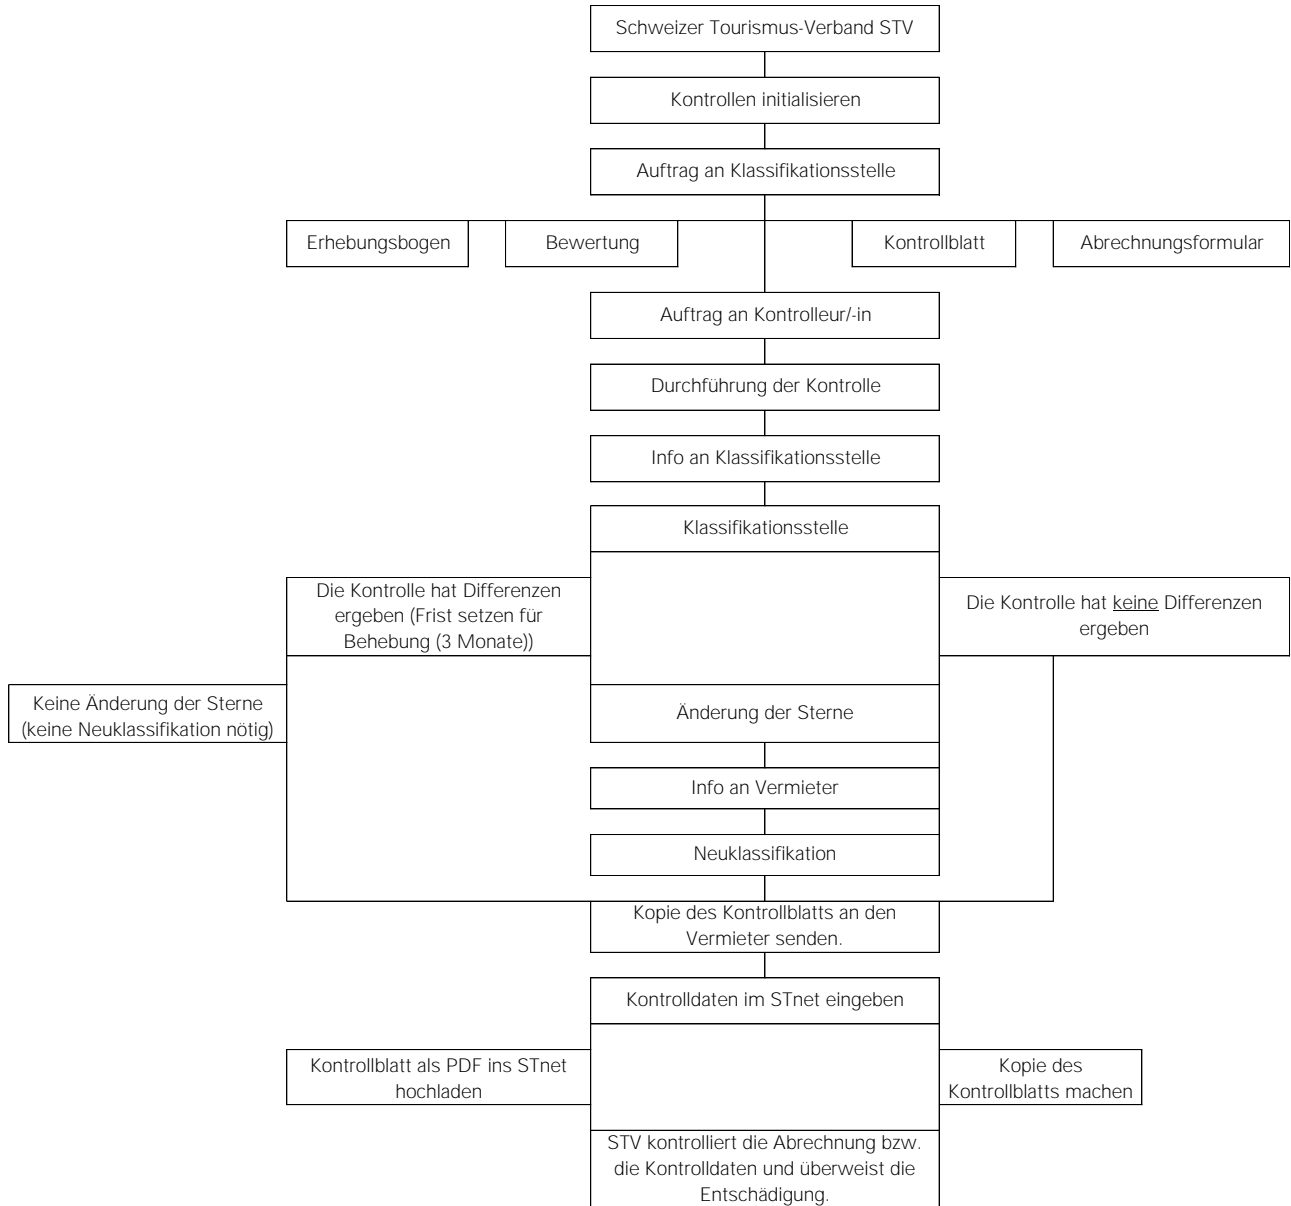 Schweizer Tourismus-Verband STV
Kontrollen initialisieren
Auftrag an Klassifikationsstelle
Erhebungsbogen
Bewertung
Kontrollblatt
Abrechnungsformular
Auftrag an Kontrolleur/-in
Durchführung der Kontrolle
Info an Klassifikationsstelle
Klassifikationsstelle
Die Kontrolle hat Differenzen
ergeben (Frist setzen für
Behebung (3 Monate))
Die Kontrolle hat keine Differenzen
ergeben
Keine Änderung der Sterne
(keine Neuklassifikation nötig)
Änderung der Sterne
Info an Vermieter
Neuklassifikation
Kopie des Kontrollblatts an den
Vermieter senden.
Kontrolldaten im STnet eingeben
Kontrollblatt als PDF ins STnet
hochladen
Kopie des
Kontrollblatts machen
STV kontrolliert die Abrechnung bzw.
die Kontrolldaten und überweist die
Entschädigung.